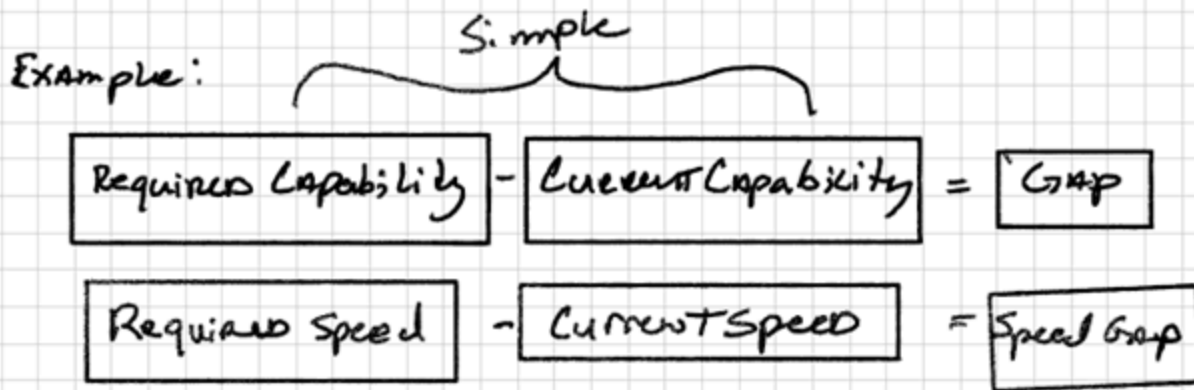 Simple
Example:
Required Capability - Current Capability = Gap
Required Speed - Current Speed = Speed Gap